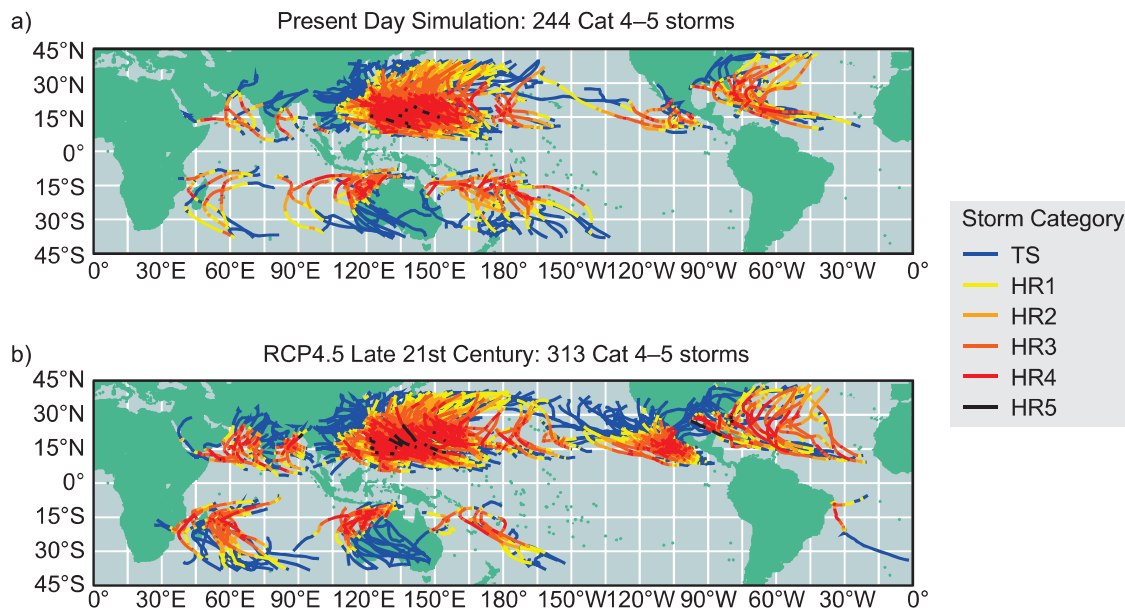 a)
Present Day Simulation: 244 Cat 4–5 storms
45°N
30°N
15°N
0°
15°S
30°S
45°S
0° 30°E 60°E 90°E 120°E 150°E 180° 150°W 120°W 90°W 60°W 30°W 0°
Storm Category
TS
HR1
HR2
HR3
HR4
HR5
b)
RCP4.5 Late 21st Century: 313 Cat 4–5 storms
45°N
30°N
15°N
0°
15°S
30°S
45°S
0° 30°E 60°E 90°E 120°E 150°E 180° 150°W 120°W 90°W 60°W 30°W 0°